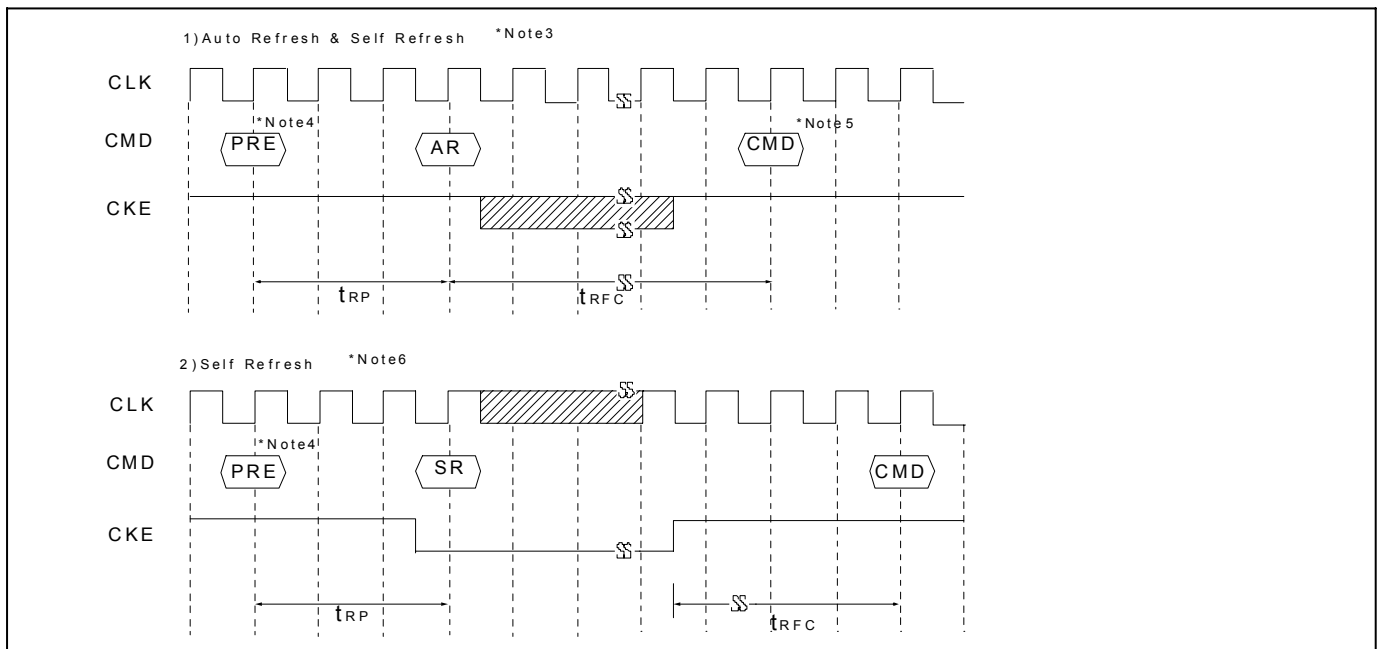 1)Auto Refresh & Self Refresh *Note3
CLK
*Note4 *Note5
CMD PRE AR CMD
CKE
tRP tRFC
2)Self Refresh *Note6
CLK
*Note4
CMD PRE SR CMD
CKE
tRP tRFC